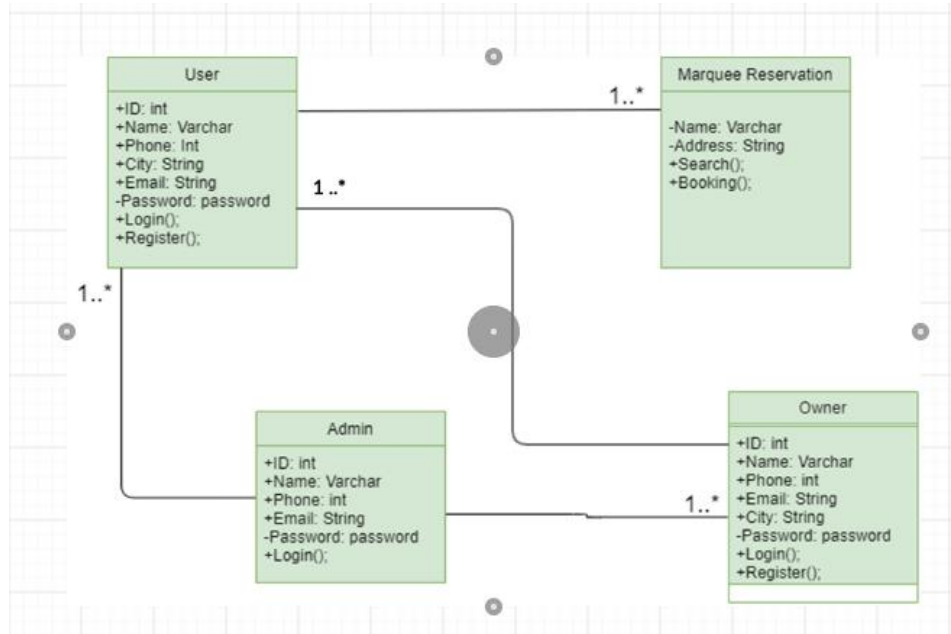 User
+ID: int
+Name: Varchar
+Phone: Int
+City: String
+Email: String
-Password: password
+Login();
+Register();
1..*
Marquee Reservation
-Name: Varchar
-Address: String
+Search();
+Booking();
1 ..*
1..*
Admin
+ID: int
+Name: Varchar
+Phone: int
+Email: String
-Password: password
+Login();
1..*
Owner
+ID: int
+Name: Varchar
+Phone: int
+Email: String
+City: String
-Password: password
+Login();
+Register();